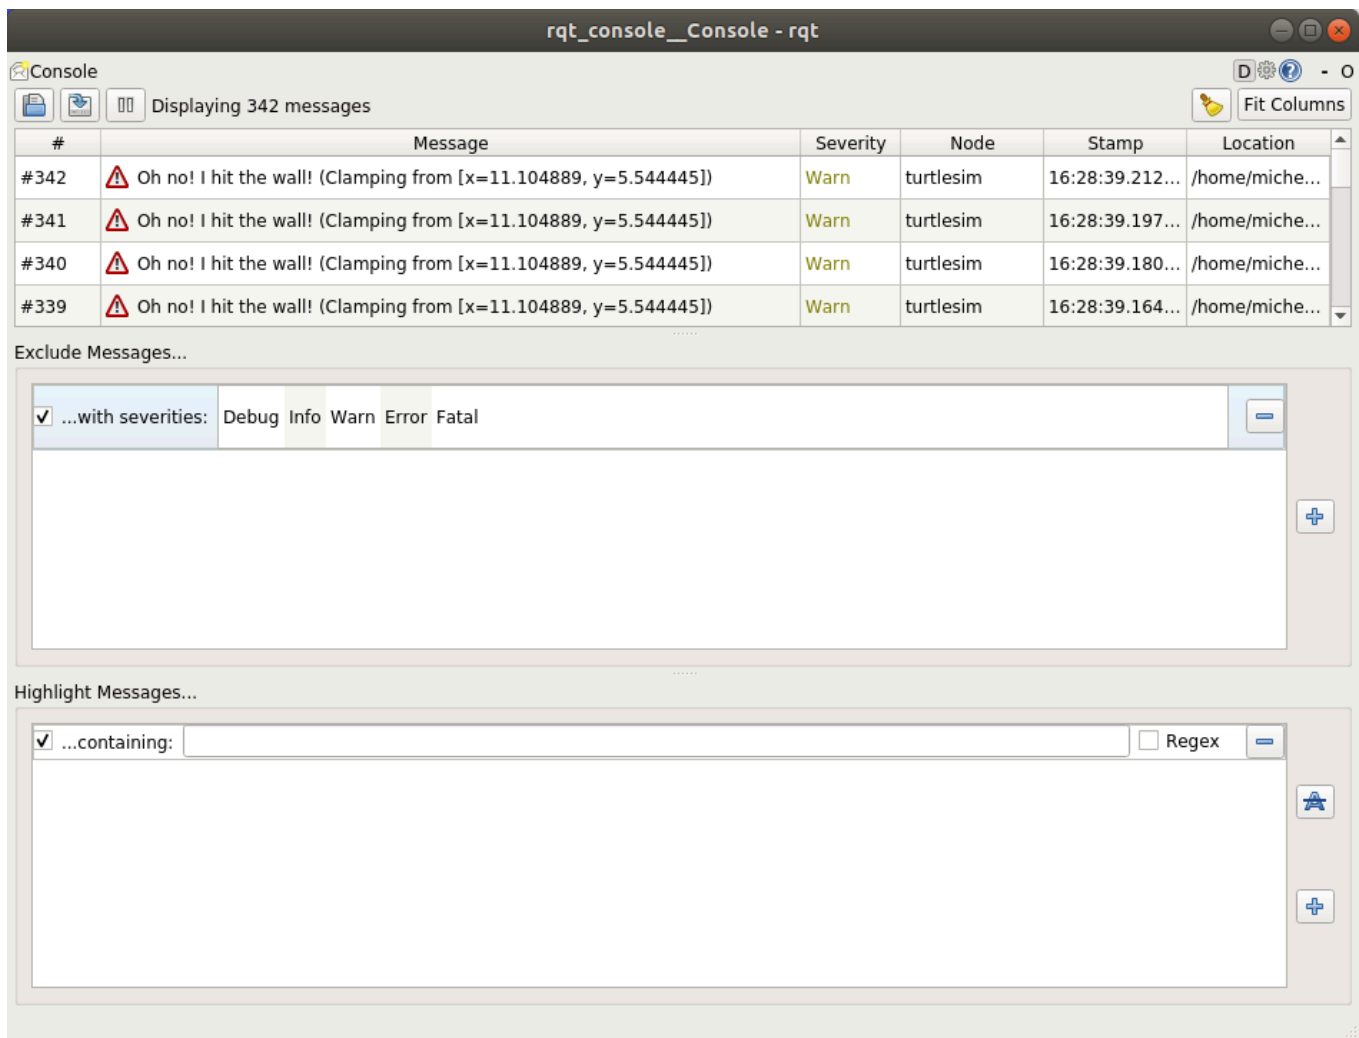 rqt_console__Console - rqt
Console D - O
Displaying 342 messages Fit Columns
# Message Severity Node Stamp Location
#342 Oh no! I hit the wall! (Clamping from [x=11.104889, y=5.544445]) Warn turtlesim 16:28:39.212... /home/miche...
#341 Oh no! I hit the wall! (Clamping from [x=11.104889, y=5.544445]) Warn turtlesim 16:28:39.197... /home/miche...
#340 Oh no! I hit the wall! (Clamping from [x=11.104889, y=5.544445]) Warn turtlesim 16:28:39.180... /home/miche...
#339 Oh no! I hit the wall! (Clamping from [x=11.104889, y=5.544445]) Warn turtlesim 16:28:39.164... /home/miche...
Exclude Messages...
...with severities: Debug Info Warn Error Fatal
Highlight Messages...
...containing: Regex